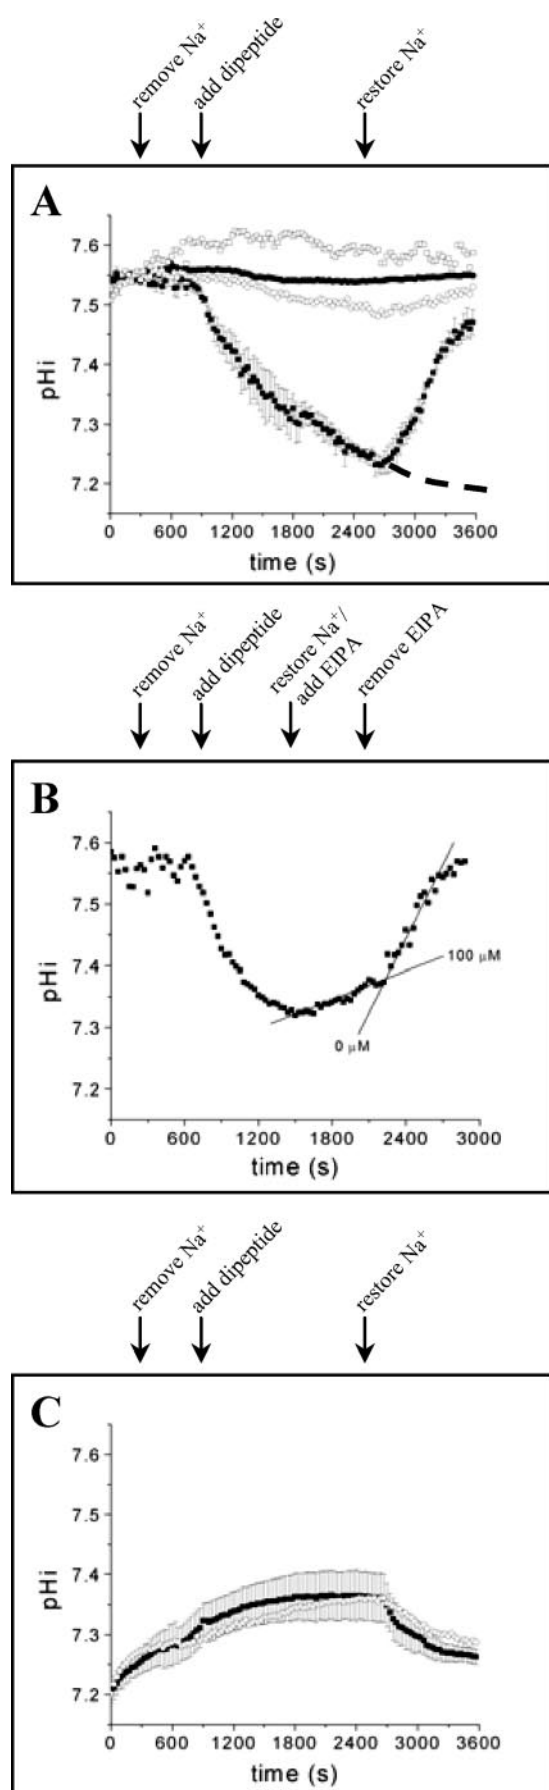 remove Na⁺
add dipeptide
restore Na⁺
A
pHi
7.6
7.5
7.4
7.3
7.2
0 600 1200 1800 2400 3000 3600
time (s)
remove Na⁺
add dipeptide
restore Na⁺/
add EIPA
remove EIPA
B
pHi
7.6
7.5
7.4
7.3
7.2
100 μM
0 μM
0 600 1200 1800 2400 3000
time (s)
remove Na⁺
add dipeptide
restore Na⁺
C
pHi
7.6
7.5
7.4
7.3
7.2
0 600 1200 1800 2400 3000 3600
time (s)